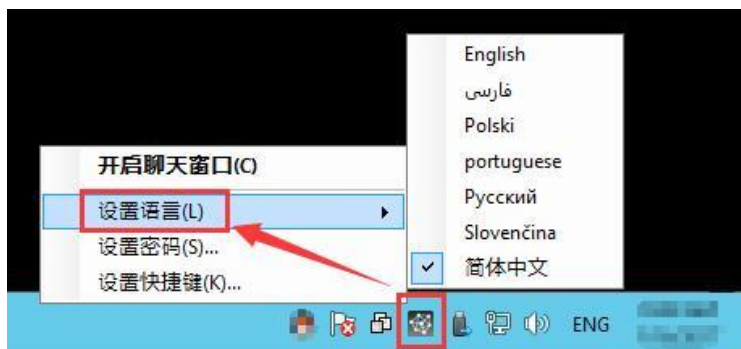 English
فارسی
Polski
portuguese
Русский
Slovenčina
简体中文
开启聊天窗口(C)
设置语言(L)
设置密码(S)...
设置快捷键(K)...
ENG